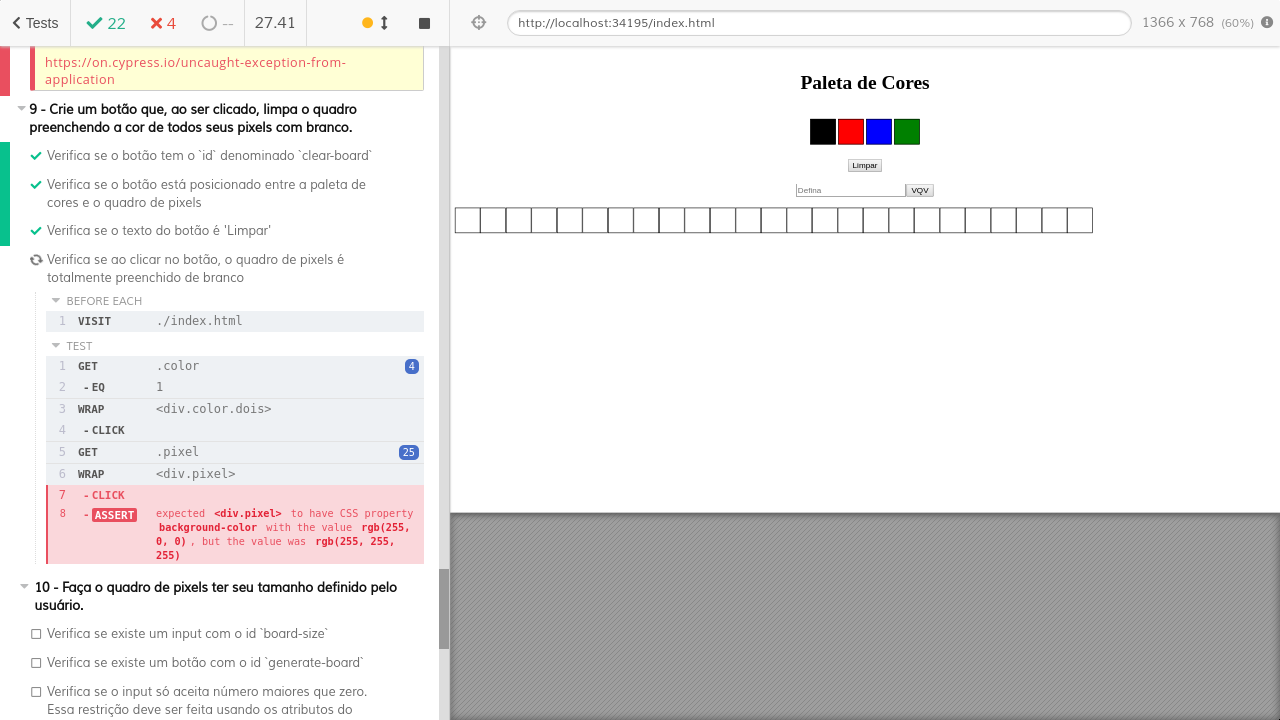 Tests
22
4
--
27.41
http://localhost:34195/index.html
1366 x 768 (60%)
https://on.cypress.io/uncaught-exception-from-
application
9 - Crie um botão que, ao ser clicado, limpa o quadro
preenchendo a cor de todos seus pixels com branco.
Verifica se o botão tem o `id` denominado `clear-board`
Verifica se o botão está posicionado entre a paleta de
cores e o quadro de pixels
Verifica se o texto do botão é 'Limpar'
Verifica se ao clicar no botão, o quadro de pixels é
totalmente preenchido de branco
BEFORE EACH
1 VISIT ./index.html
TEST
1 GET .color 4
2 -EQ 1
3 WRAP <div.color.dois>
4 -CLICK
5 GET .pixel 25
6 WRAP <div.pixel>
7 -CLICK
8 -ASSERT expected <div.pixel> to have CSS property
background-color with the value rgb(255,
0, 0), but the value was rgb(255, 255,
255)
10 - Faça o quadro de pixels ter seu tamanho definido pelo
usuário.
Verifica se existe um input com o id `board-size`
Verifica se existe um botão com o id `generate-board`
Verifica se o input só aceita número maiores que zero.
Essa restrição deve ser feita usando os atributos do
Paleta de Cores
Limpar
Defina
VQV